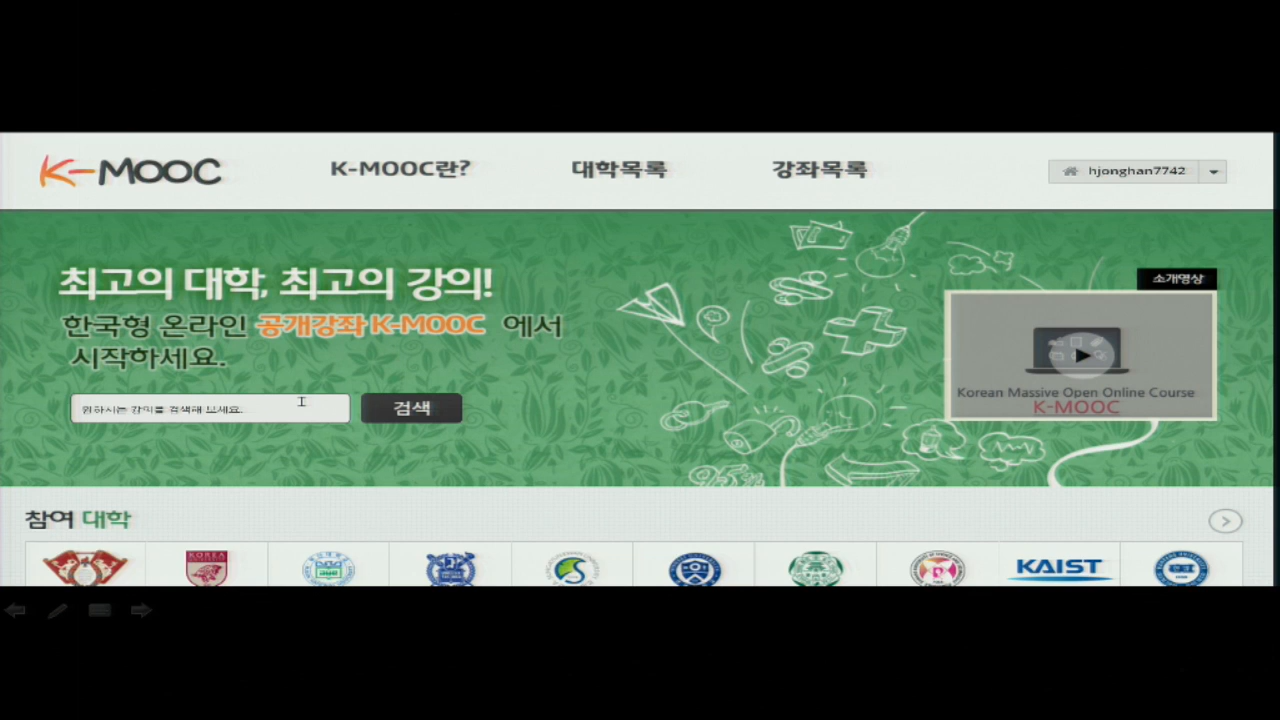 K-MOOC
K-MOOC란?
대학목록
강좌목록
hjonghan7742
최고의 대학, 최고의 강의!
한국형 온라인 공개강좌 K-MOOC 에서
시작하세요.
원하시는 강의를 검색해 보세요.
검색
소개영상
Korean Massive Open Online Course
K-MOOC
참여 대학
KOREA
KAIST